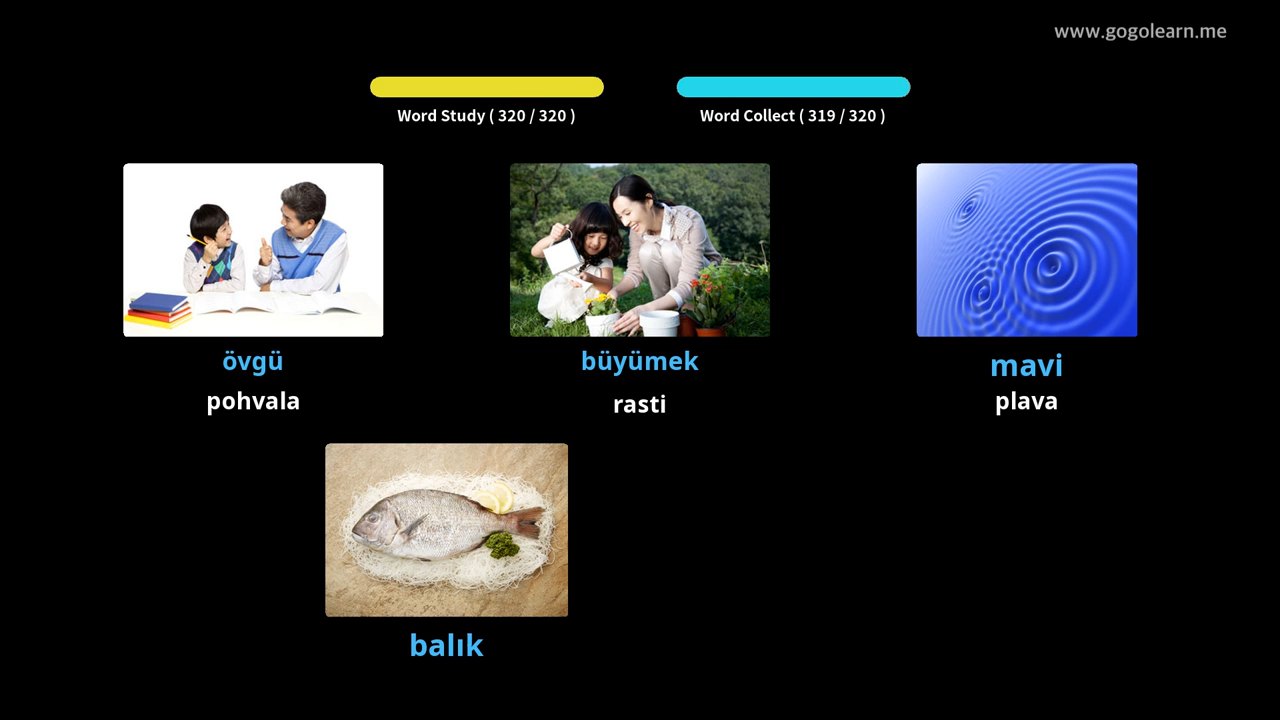 www.gogolearn.me
Word Study ( 320 / 320 )
Word Collect ( 319 / 320 )
övgü
pohvala
büyümek
rasti
mavi
plava
balık